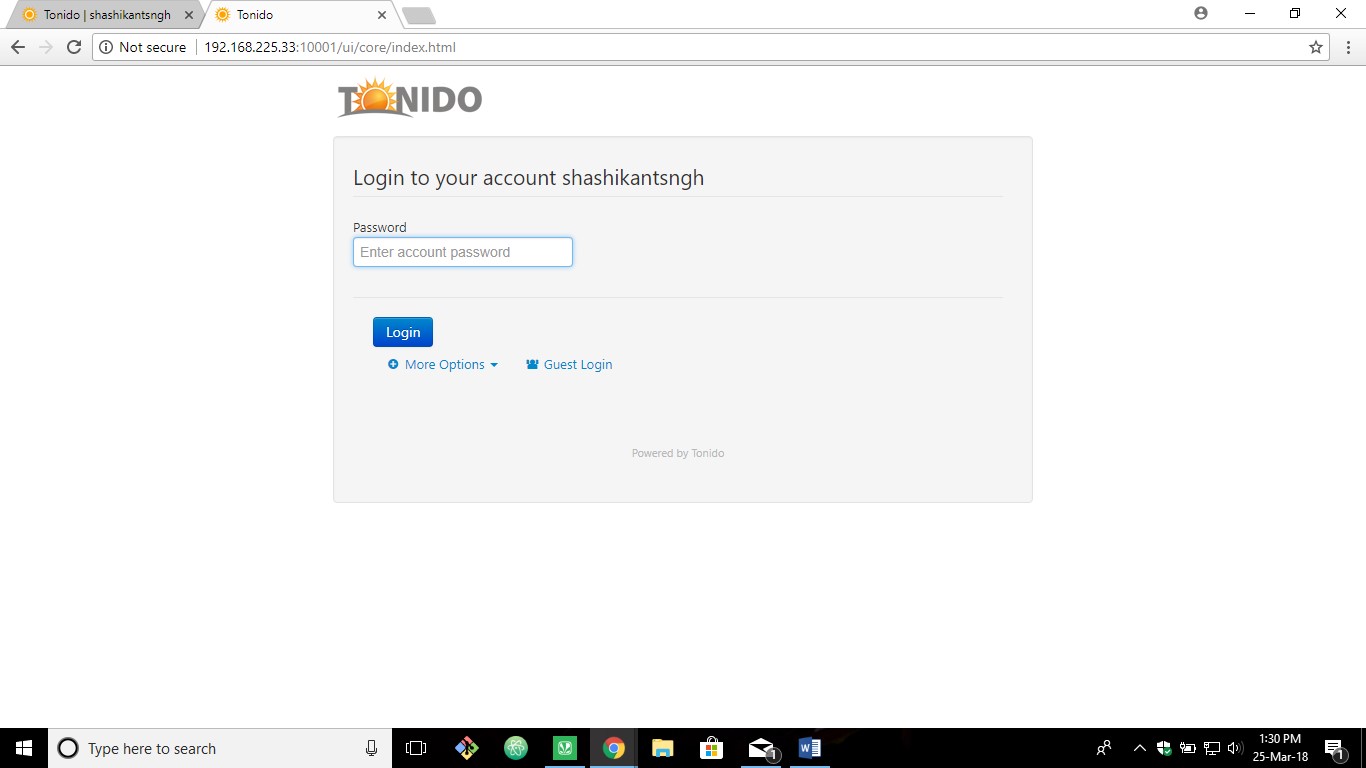 Tonido | shashikantsngh
Tonido
Not secure
192.168.225.33:10001/ui/core/index.html
TONIDO
Login to your account shashikantsngh
Password
Enter account password
Login
More Options
Guest Login
Powered by Tonido
Type here to search
1
1:30 PM
25-Mar-18
1